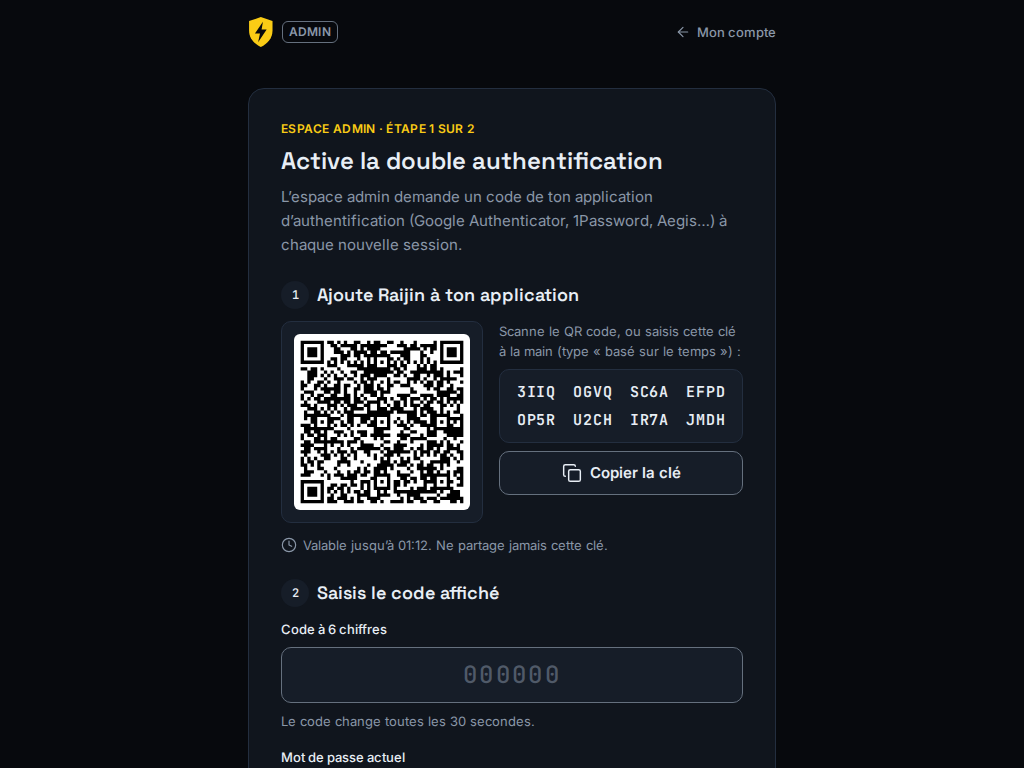 ADMIN
Mon compte
ESPACE ADMIN · ÉTAPE 1 SUR 2
Active la double authentification
L’espace admin demande un code de ton application
d’authentification (Google Authenticator, 1Password, Aegis…) à
chaque nouvelle session.
1 Ajoute Raijin à ton application
Scanne le QR code, ou saisis cette clé
à la main (type « basé sur le temps ») :
3IIQ OGVQ SC6A EFPD
OP5R U2CH IR7A JMDH
Copier la clé
Valable jusqu’à 01:12. Ne partage jamais cette clé.
2 Saisis le code affiché
Code à 6 chiffres
000000
Le code change toutes les 30 secondes.
Mot de passe actuel